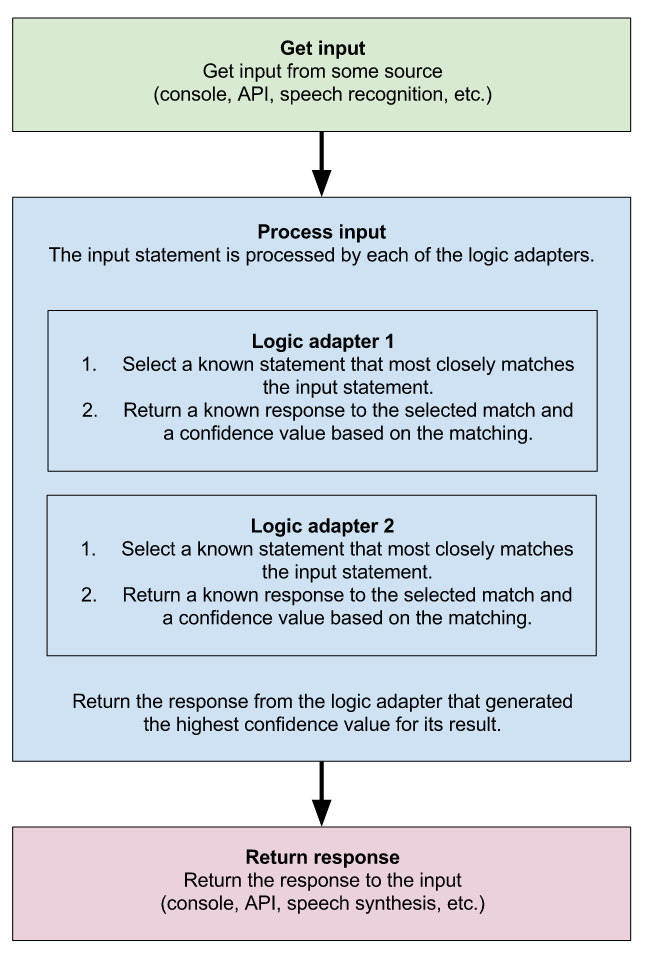 Get input
Get input from some source
(console, API, speech recognition, etc.)
Process input
The input statement is processed by each of the logic adapters.
Logic adapter 1
1. Select a known statement that most closely matches
the input statement.
2. Return a known response to the selected match and
a confidence value based on the matching.
Logic adapter 2
1. Select a known statement that most closely matches
the input statement.
2. Return a known response to the selected match and
a confidence value based on the matching.
Return the response from the logic adapter that generated
the highest confidence value for its result.
Return response
Return the response to the input
(console, API, speech synthesis, etc.)